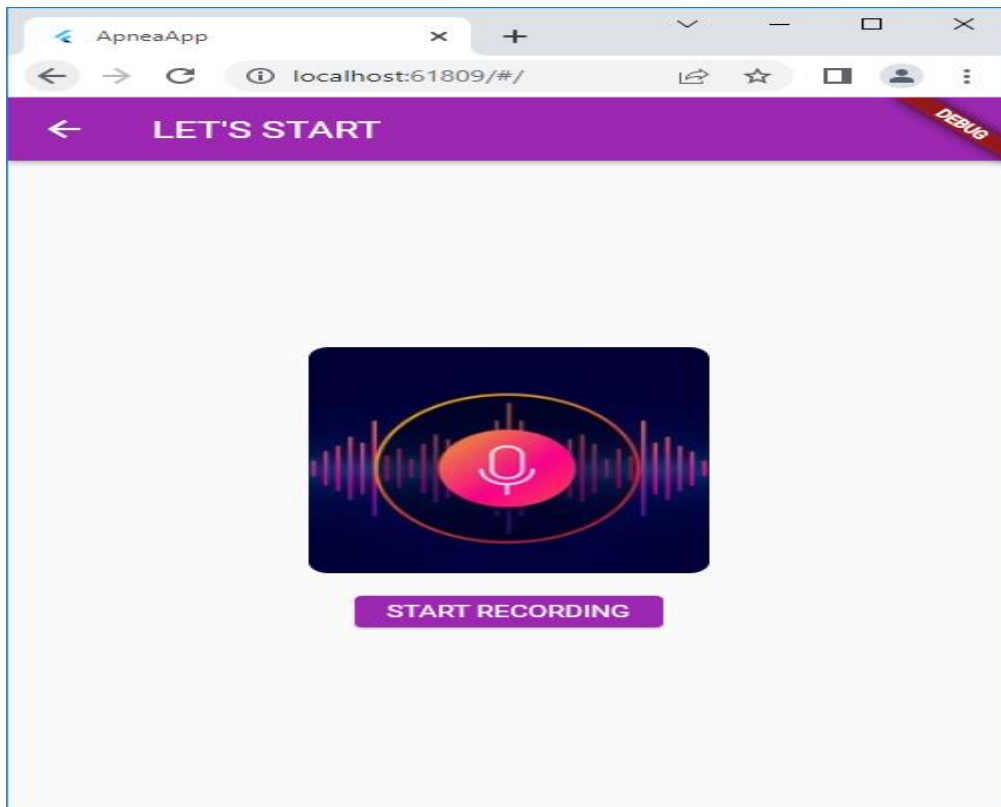 ApneaApp
localhost:61809/#/
LET'S START
DEBUG
START RECORDING